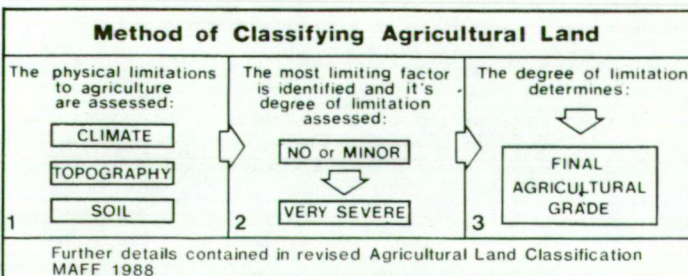 Method of Classifying Agricultural Land
The physical limitations
to agriculture
are assessed:
CLIMATE
TOPOGRAPHY
SOIL
1
The most limiting factor
is identified and it's
degree of limitation
assessed:
NO or MINOR
VERY SEVERE
2
The degree of limitation
determines:
FINAL
AGRICULTURAL
GRADE
3
Further details contained in revised Agricultural Land Classification
MAFF 1988